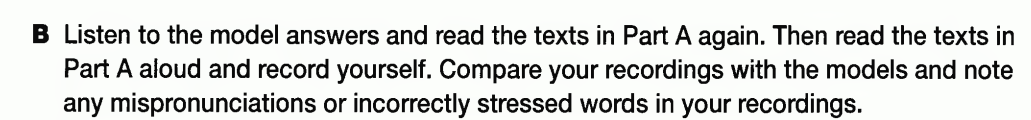 B Listen to the model answers and read the texts in Part A again. Then read the texts in
Part A aloud and record yourself. Compare your recordings with the models and note
any mispronunciations or incorrectly stressed words in your recordings.